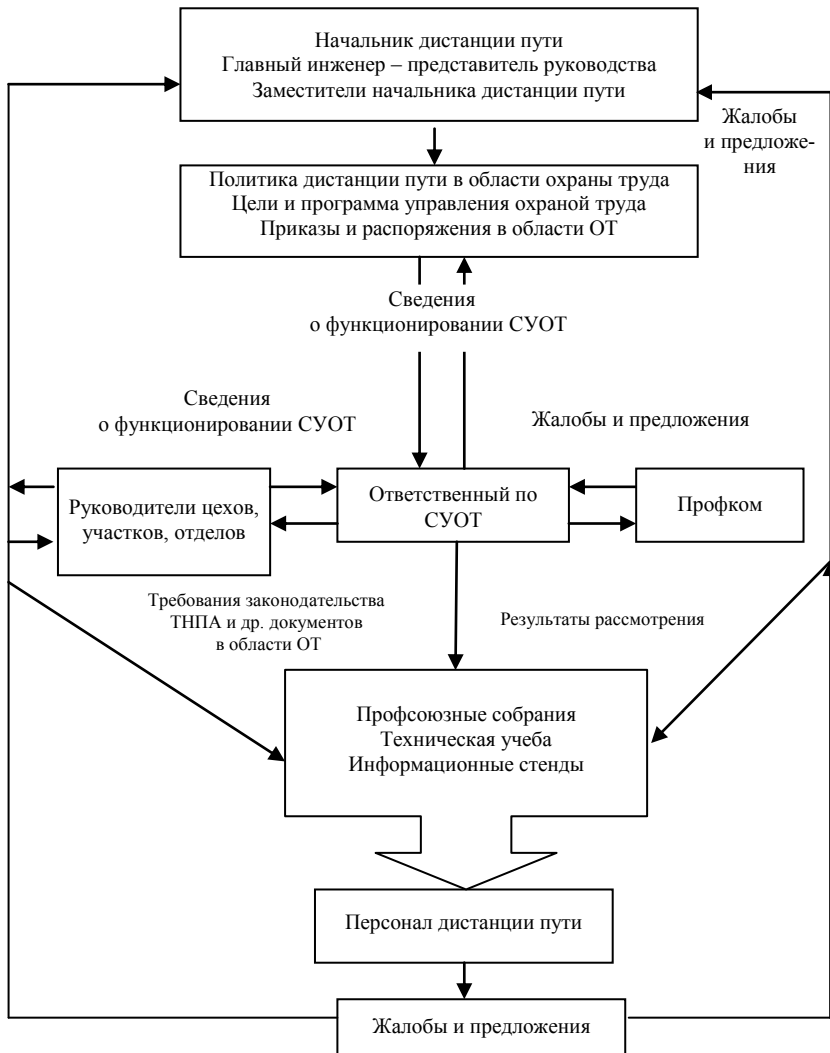 Начальник дистанции пути
Главный инженер – представитель руководства
Заместители начальника дистанции пути
Жалобы
и предложе-
ния
Политика дистанции пути в области охраны труда
Цели и программа управления охраной труда
Приказы и распоряжения в области ОТ
Сведения
о функционировании СУОТ
Сведения
о функционировании СУОТ
Жалобы и предложения
Руководители цехов,
участков, отделов
Ответственный по
СУОТ
Профком
Требования законодательства
ТНПА и др. документов
в области ОТ
Результаты рассмотрения
Профсоюзные собрания
Техническая учеба
Информационные стенды
Персонал дистанции пути
Жалобы и предложения